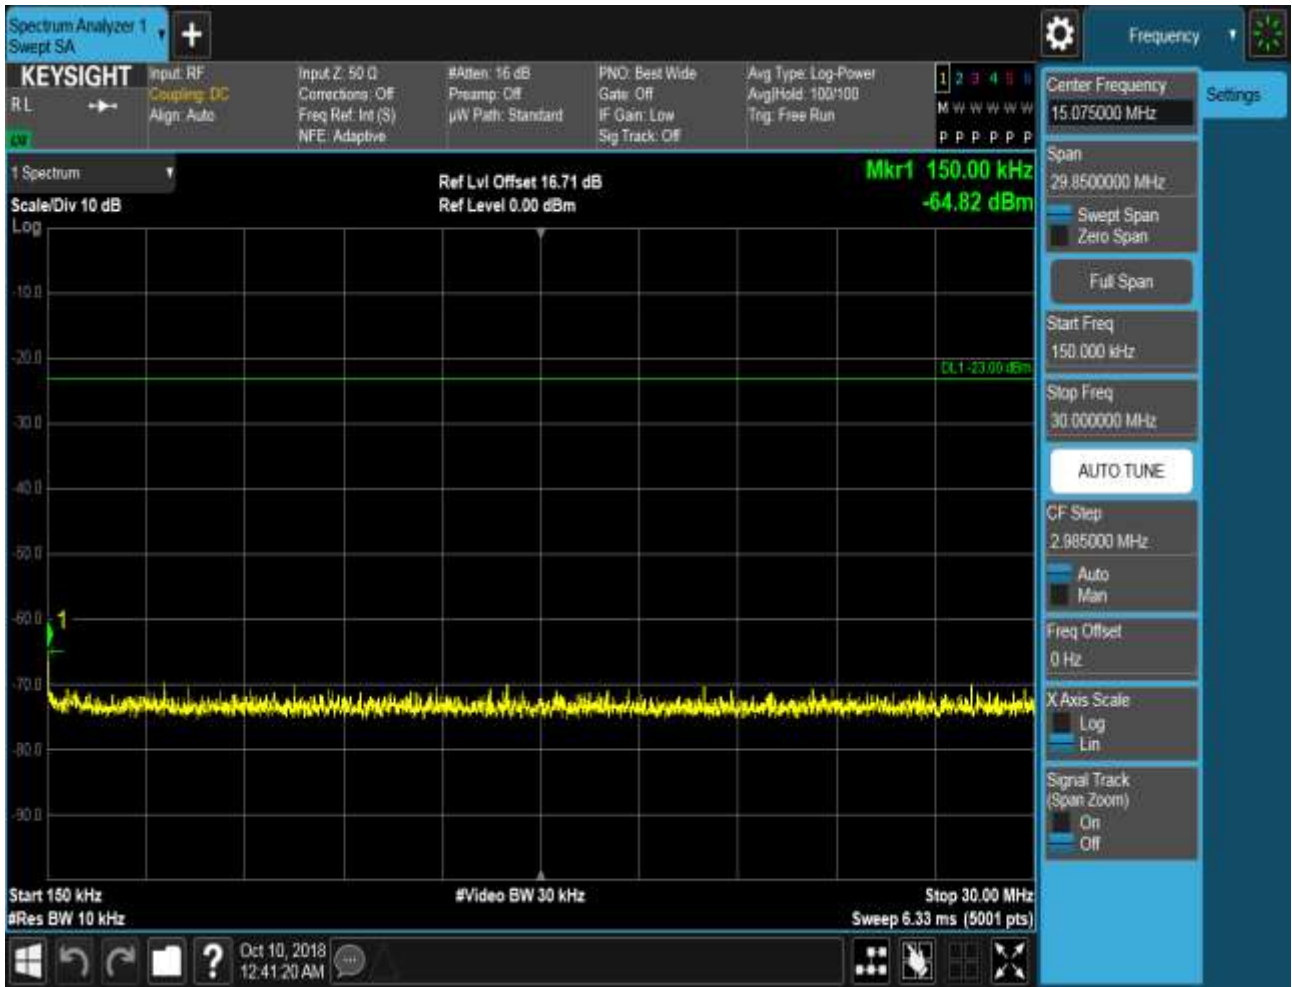 Spectrum Analyzer 1
Swept SA
Frequency
KEYSIGHT
RL
Input: RF
Coupling: DC
Align: Auto
Input Z: 50 Ω
Corrections: Off
Freq Ref: Int (S)
NFE: Adaptive
#Atten: 16 dB
Preamp: Off
µW Path: Standard
PNO: Best Wide
Gate: Off
IF Gain: Low
Sig Track: Off
Avg Type: Log-Power
Avg|Hold: 100/100
Trig: Free Run
1 2 3 4 5 6
M W W W W W
P P P P P P
1 Spectrum
Scale/Div 10 dB
Log
Ref Lvl Offset 16.71 dB
Ref Level 0.00 dBm
Mkr1 150.00 kHz
-64.82 dBm
-10.0
-20.0
DL1 -23.00 dBm
-30.0
-40.0
-50.0
-60.0
1
-70.0
-80.0
-90.0
Start 150 kHz
#Video BW 30 kHz
Stop 30.00 MHz
#Res BW 10 kHz
Sweep 6.33 ms (5001 pts)
Center Frequency
15.075000 MHz
Settings
Span
29.8500000 MHz
Swept Span
Zero Span
Full Span
Start Freq
150.000 kHz
Stop Freq
30.000000 MHz
AUTO TUNE
CF Step
2.985000 MHz
Auto
Man
Freq Offset
0 Hz
X Axis Scale
Log
Lin
Signal Track
(Span Zoom)
On
Off
?
Oct 10, 2018
12:41:20 AM